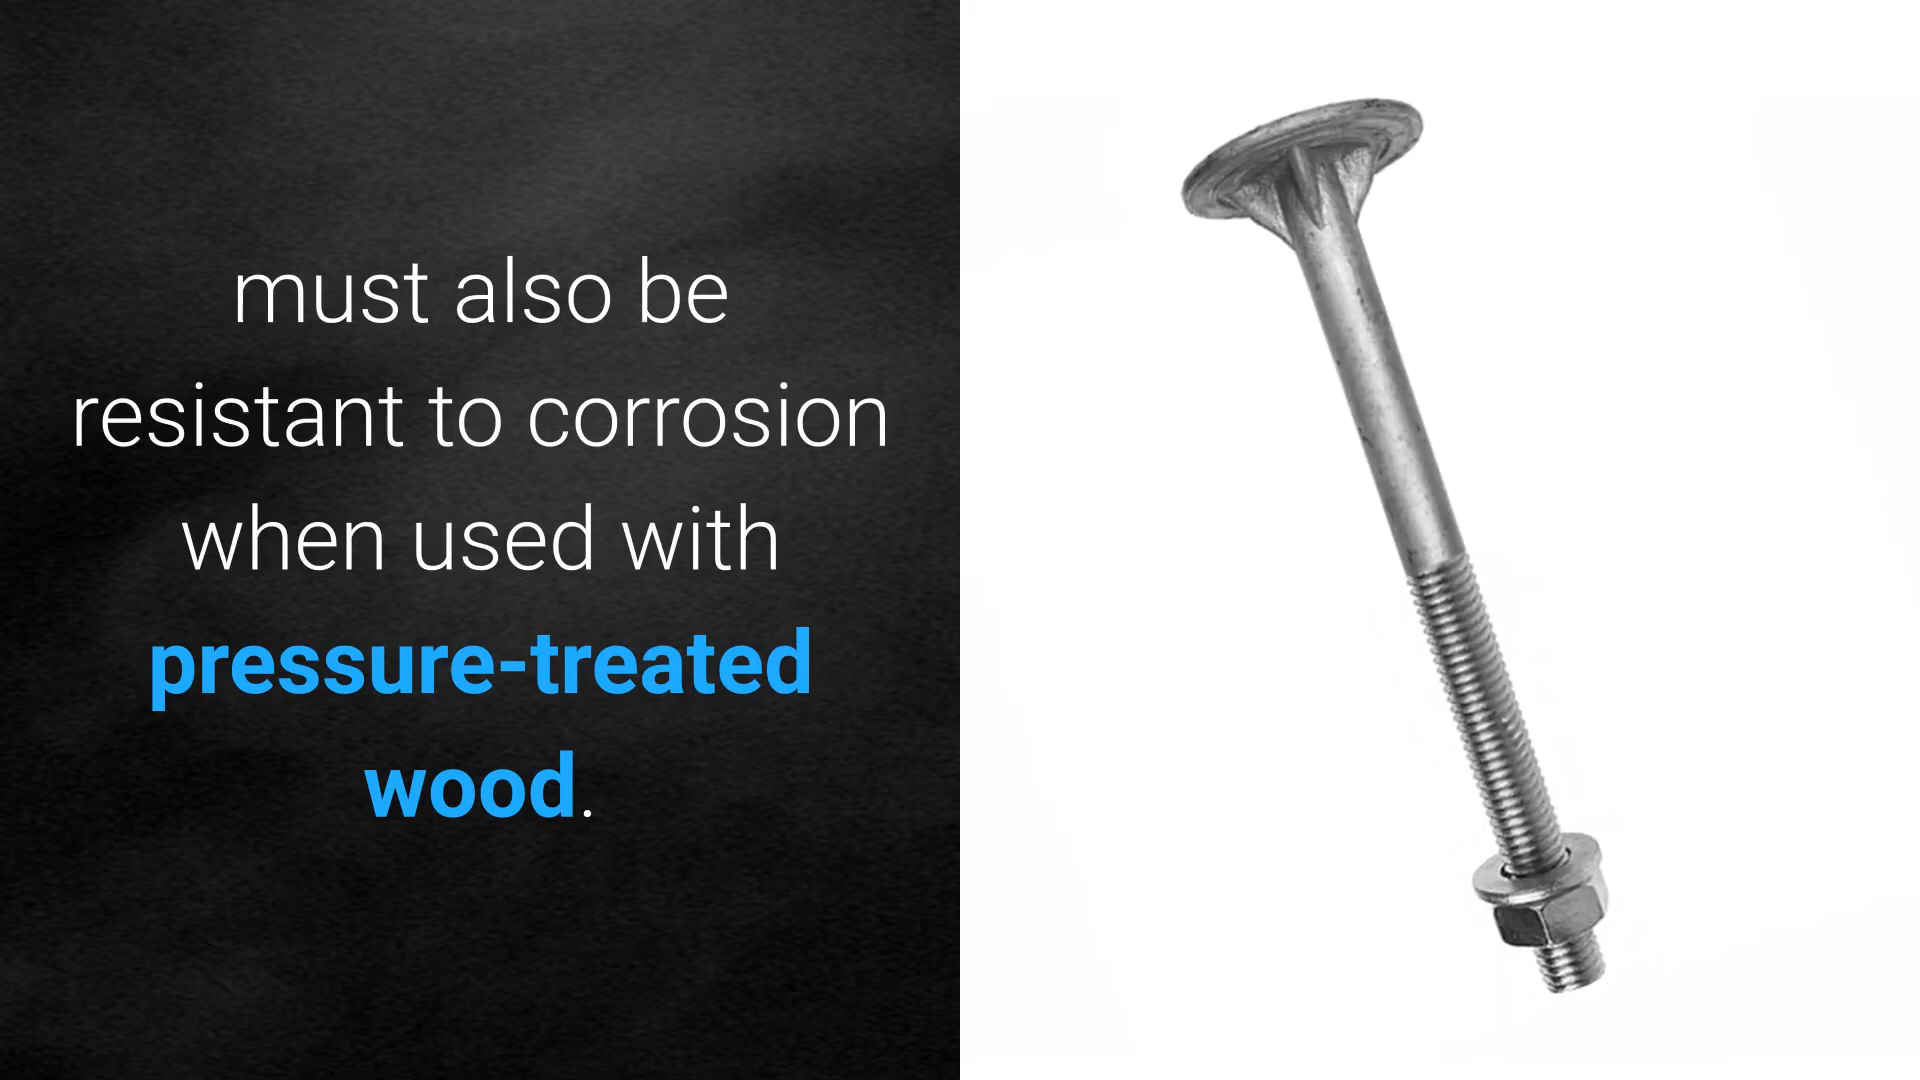 must also be
resistant to corrosion
when used with
pressure-treated
wood.